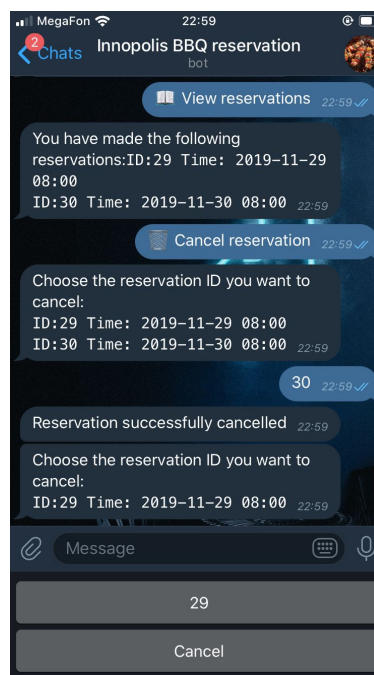 MegaFon 22:59
2
Chats Innopolis BBQ reservation
bot
View reservations 22:59
You have made the following
reservations:ID:29 Time: 2019-11-29
08:00
ID:30 Time: 2019-11-30 08:00 22:59
Cancel reservation 22:59
Choose the reservation ID you want to
cancel:
ID:29 Time: 2019-11-29 08:00
ID:30 Time: 2019-11-30 08:00 22:59
30 22:59
Reservation successfully cancelled 22:59
Choose the reservation ID you want to
cancel:
ID:29 Time: 2019-11-29 08:00 22:59
Message
29
Cancel